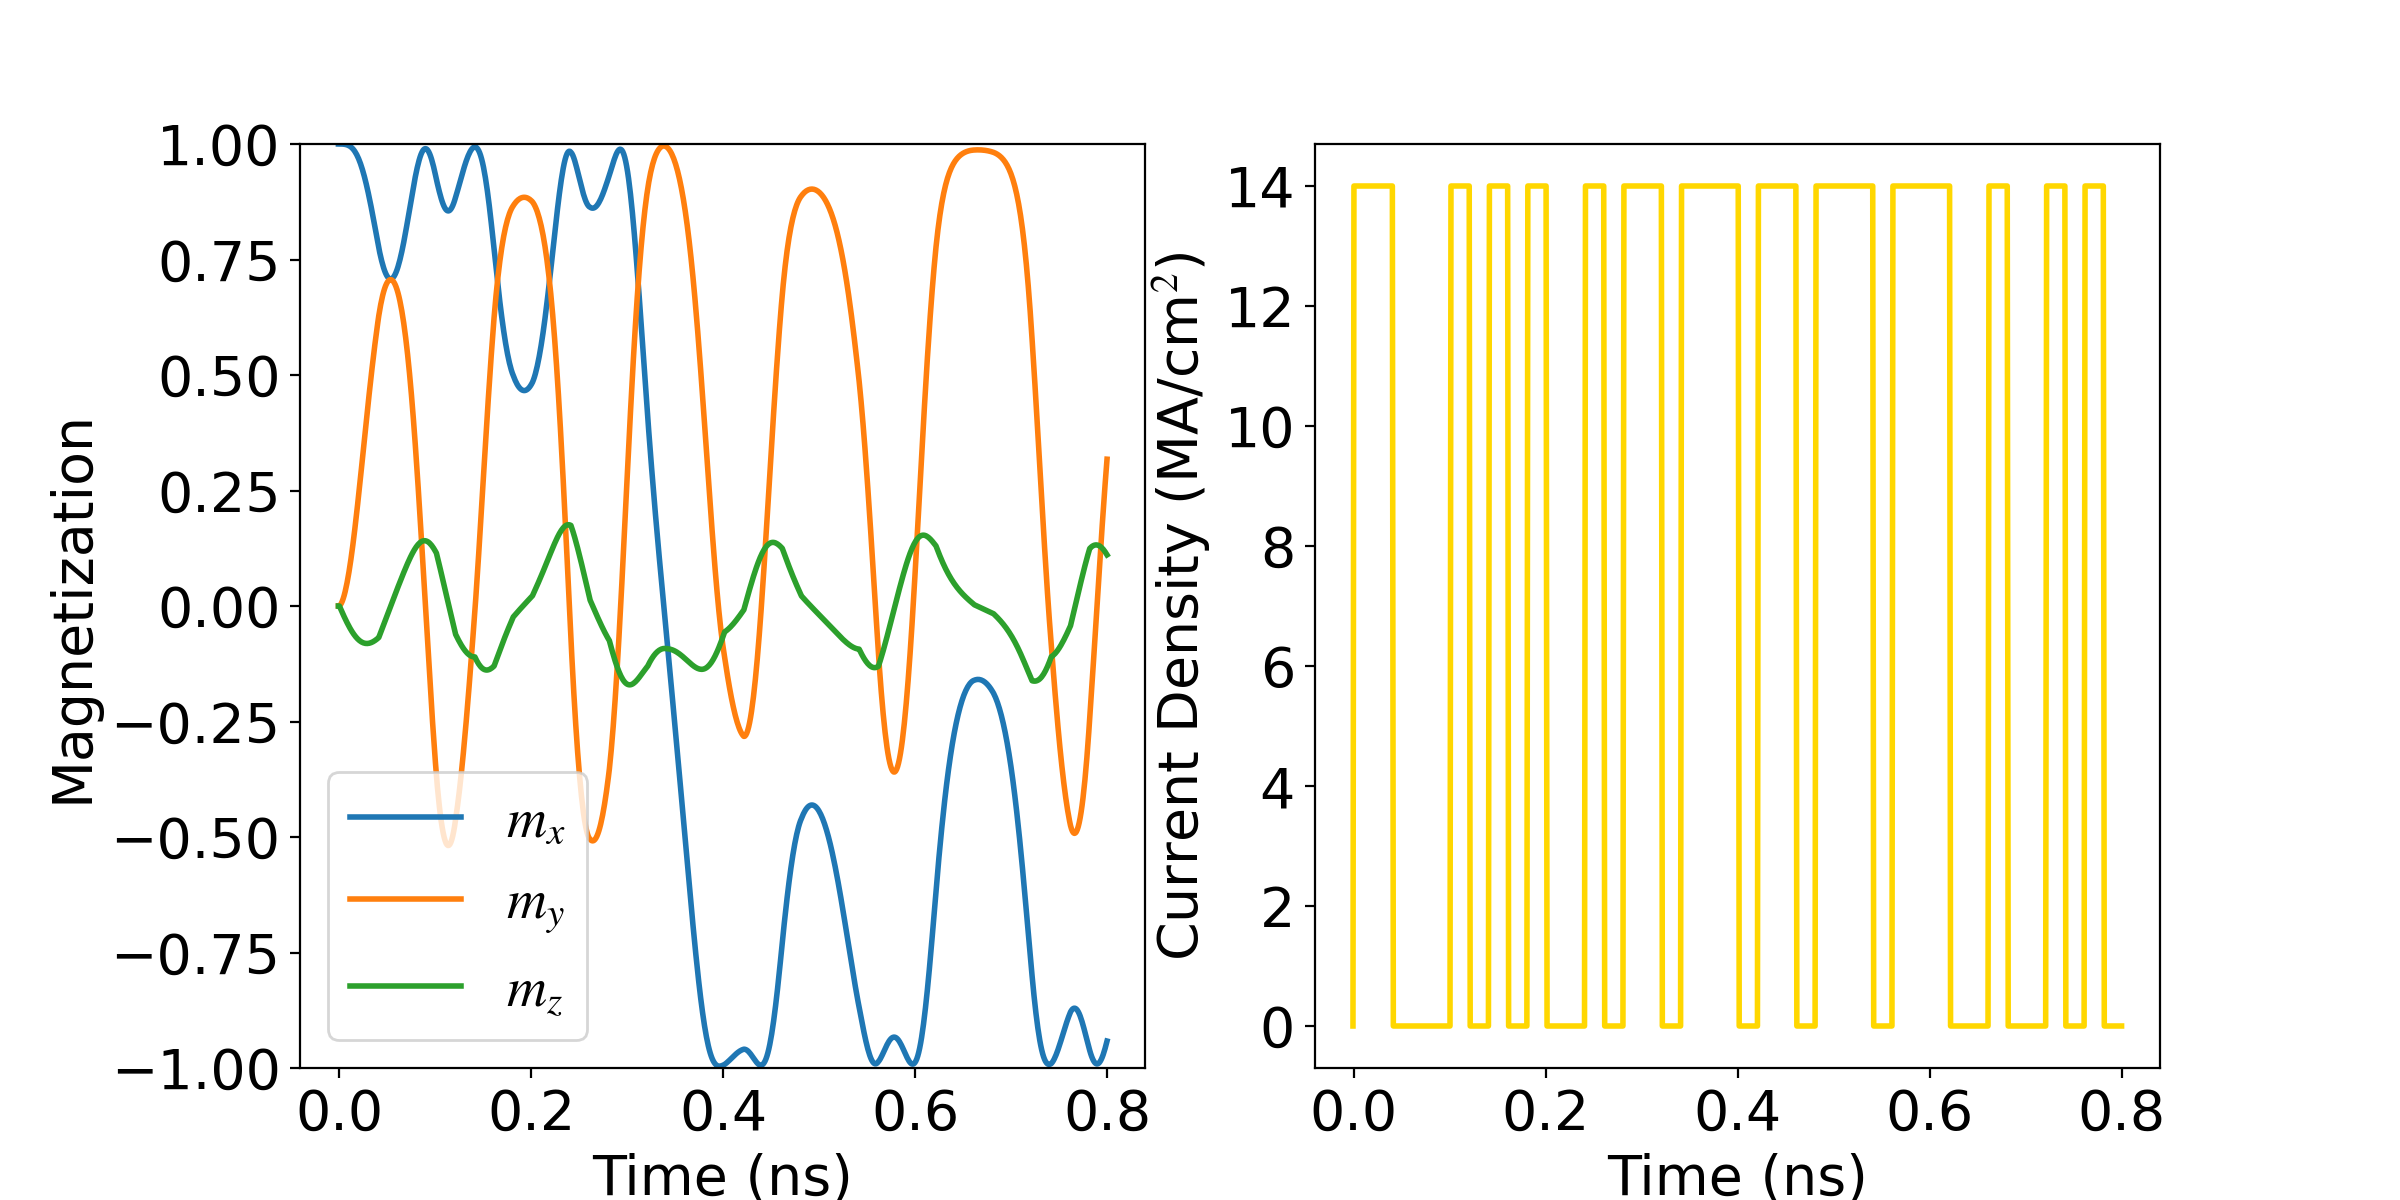 Magnetization
1.00
0.75
0.50
0.25
0.00
−0.25
−0.50
−0.75
−1.00
0.0 0.2 0.4 0.6 0.8
Time (ns)
m_x
m_y
m_z
Current Density (MA/cm²)
14
12
10
8
6
4
2
0
0.0 0.2 0.4 0.6 0.8
Time (ns)